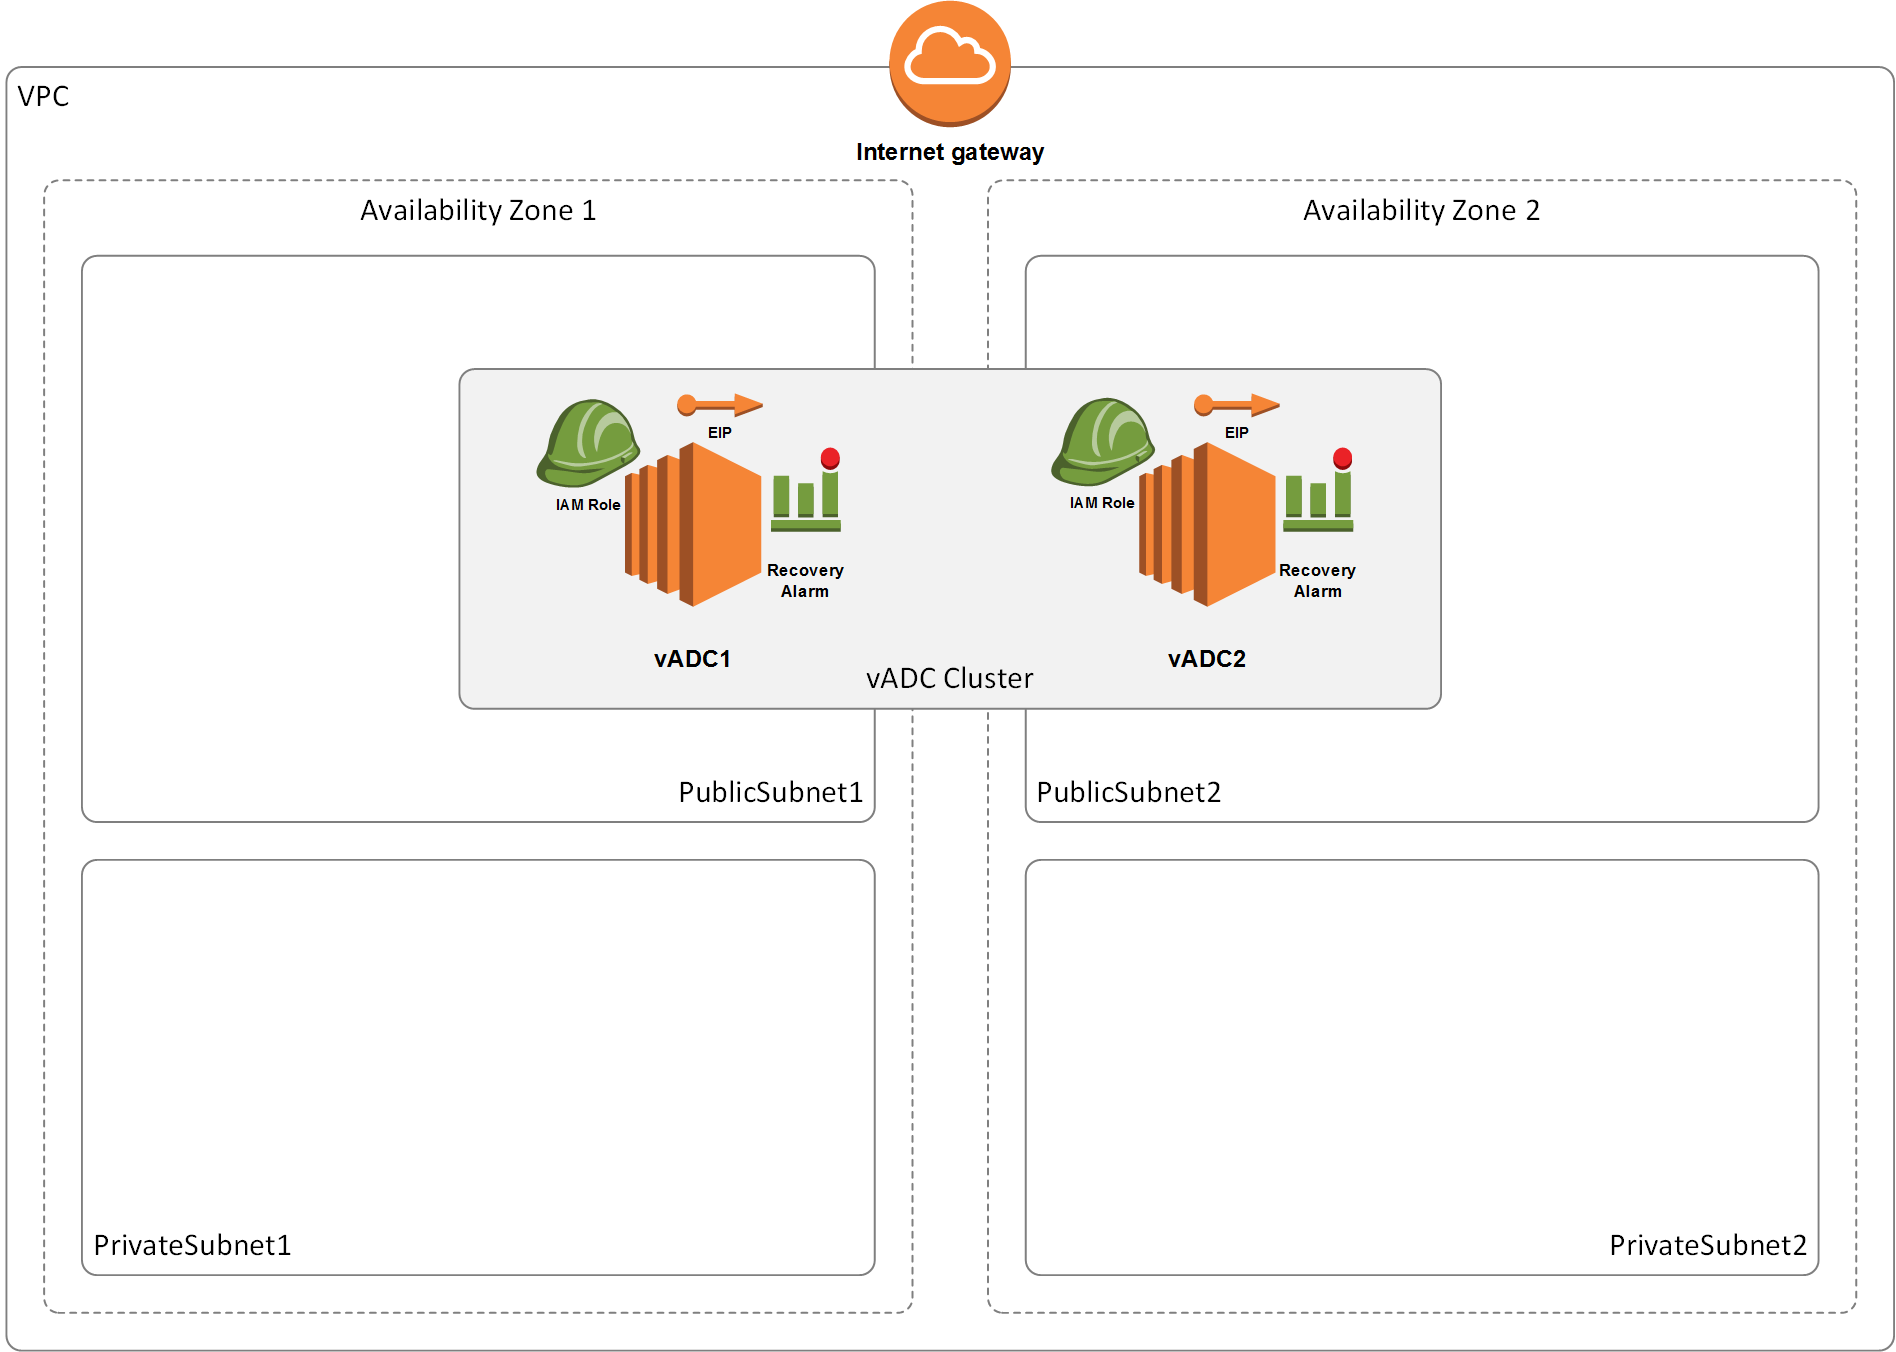 VPC
Internet gateway
Availability Zone 1
Availability Zone 2
EIP
IAM Role
Recovery
Alarm
vADC1
EIP
IAM Role
Recovery
Alarm
vADC2
vADC Cluster
PublicSubnet1
PublicSubnet2
PrivateSubnet1
PrivateSubnet2